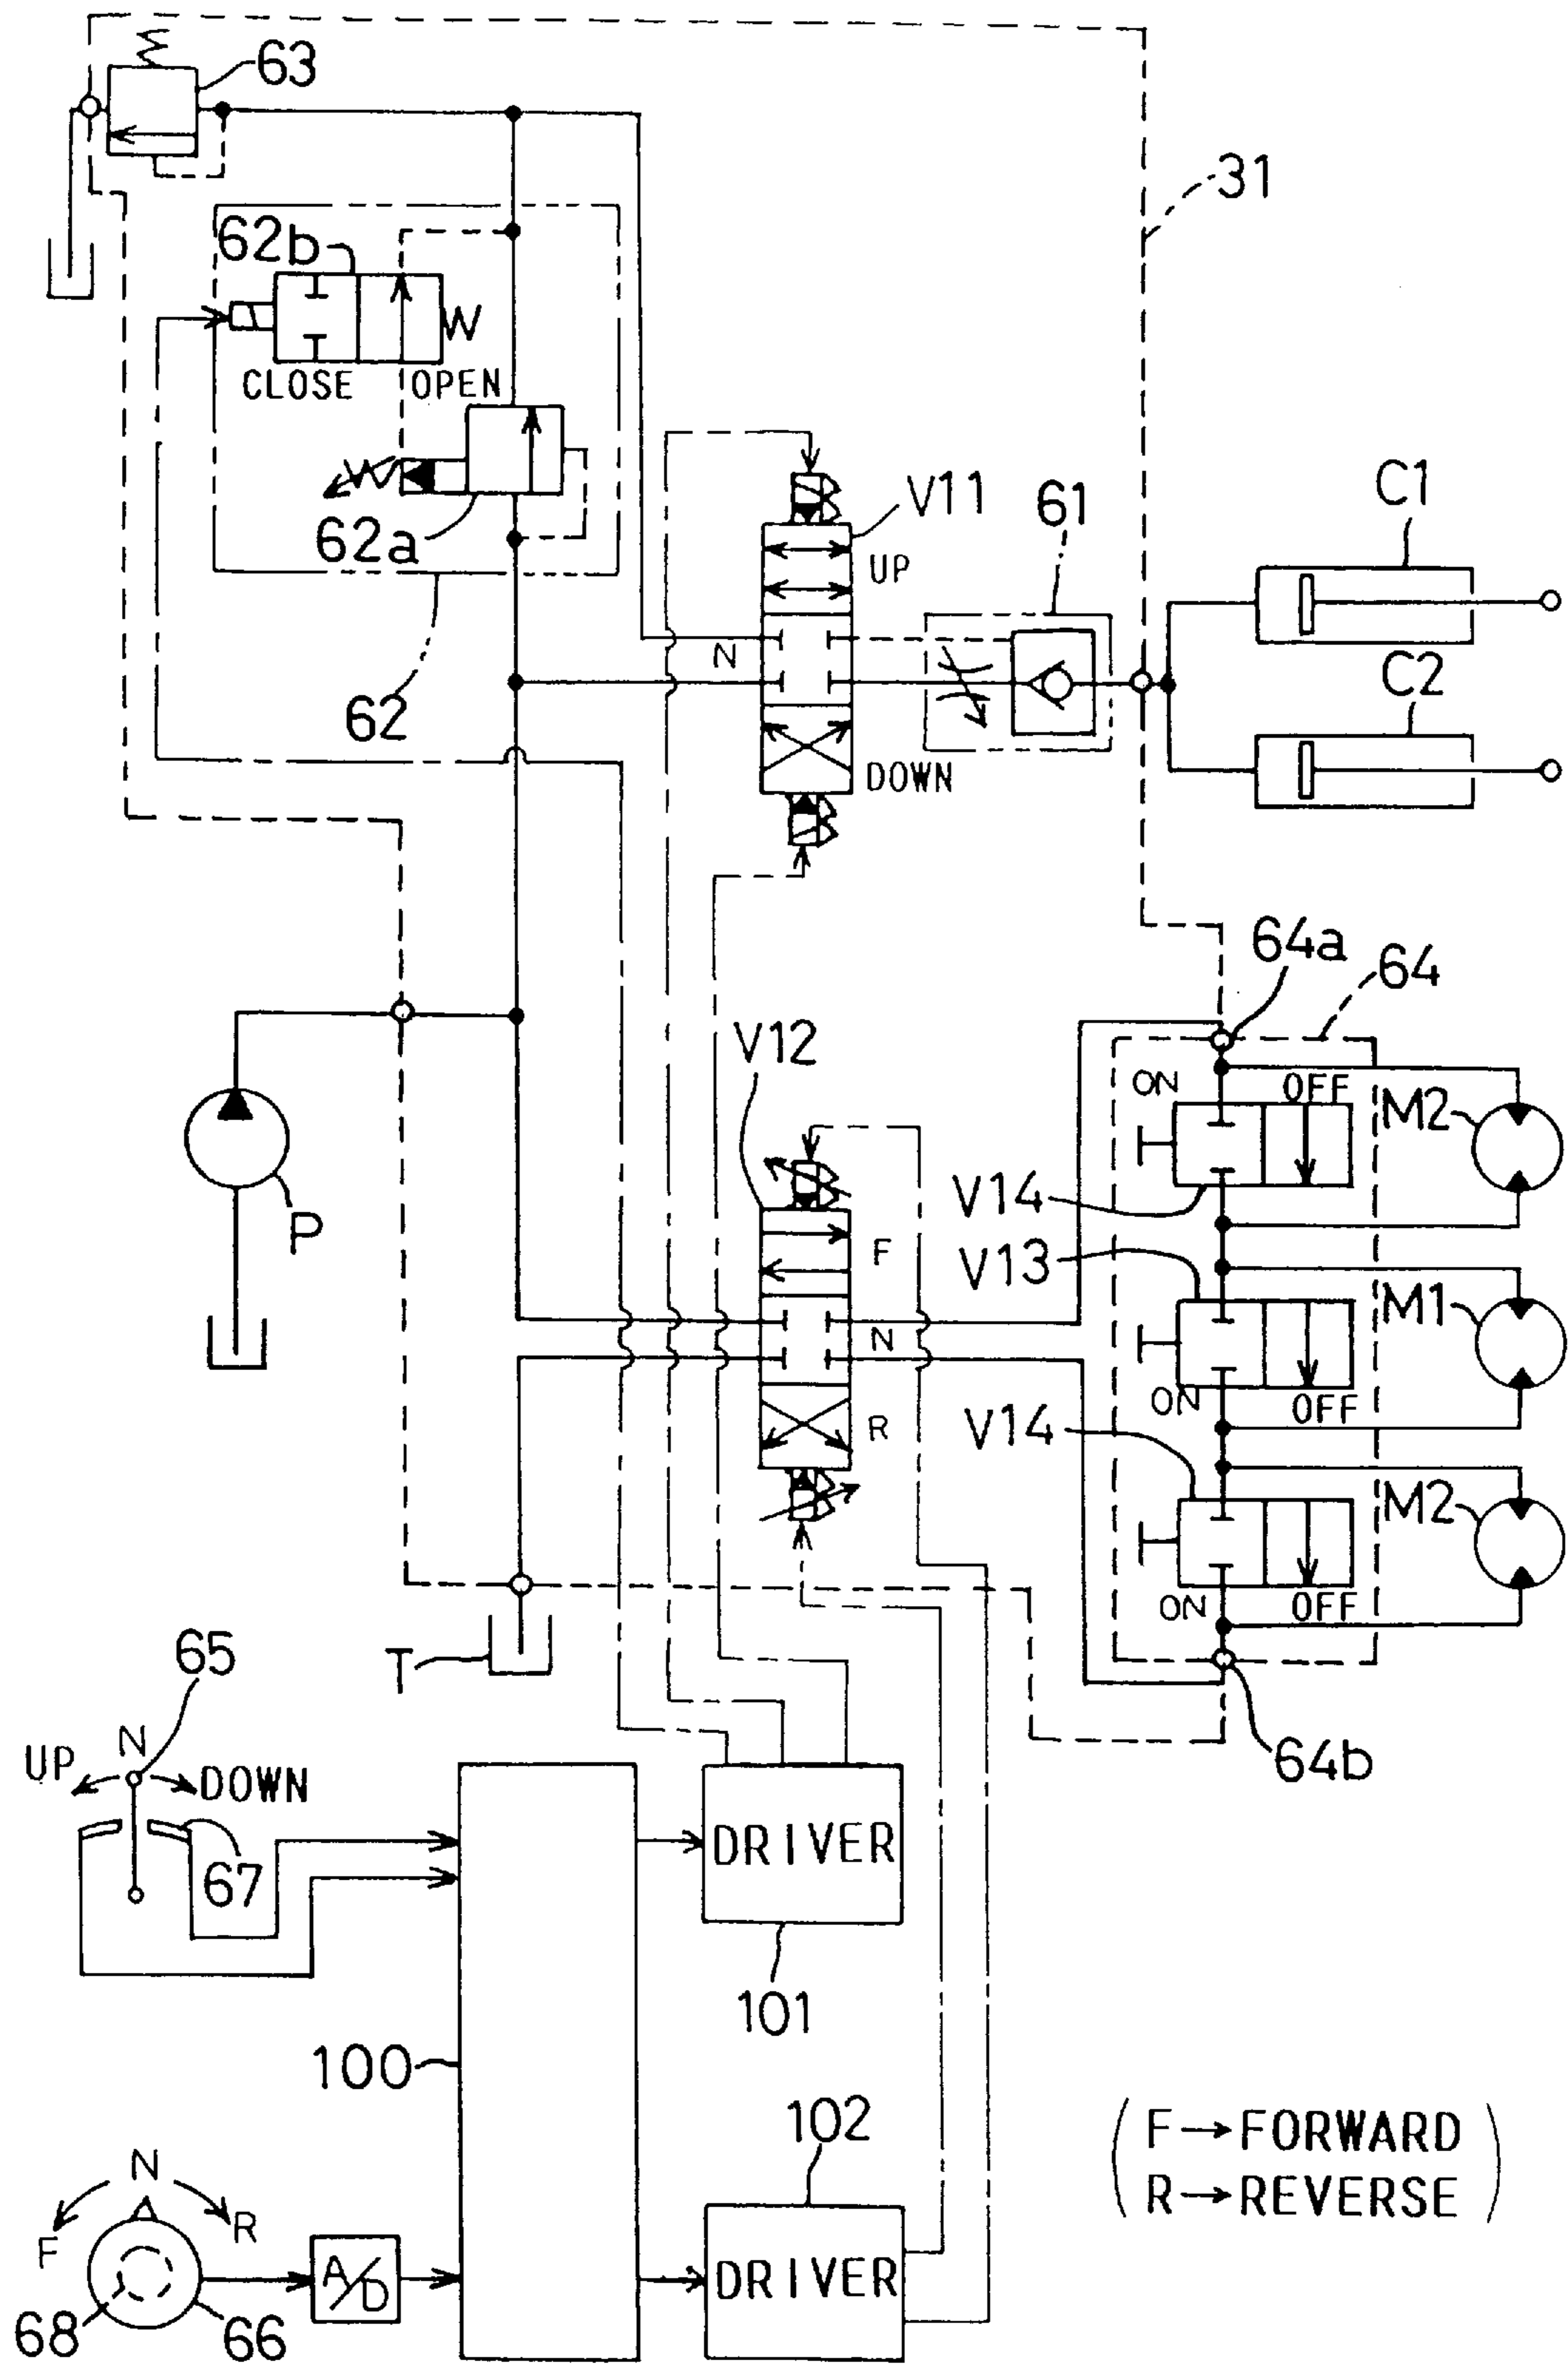 63
31
62b
CLOSE OPEN
62a
V11
UP
61
C1
N
C2
62
DOWN
64a
64
V12
ON
OFF
M2
P
V14
F
V13
M1
N
ON
OFF
R
V14
M2
ON
OFF
T
65
N
UP
DOWN
64b
67
DRIVER
101
100
102
N
F
R
A/D
DRIVER
68
66
F→FORWARD
R→REVERSE